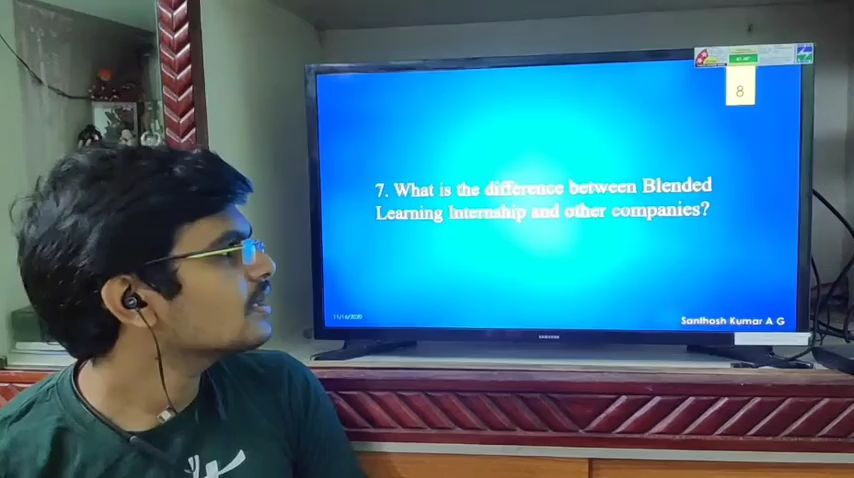 8
7. What is the difference between Blended
Learning Internship and other companies?
11/16/2020
Santhosh Kumar A G
SAMSUNG